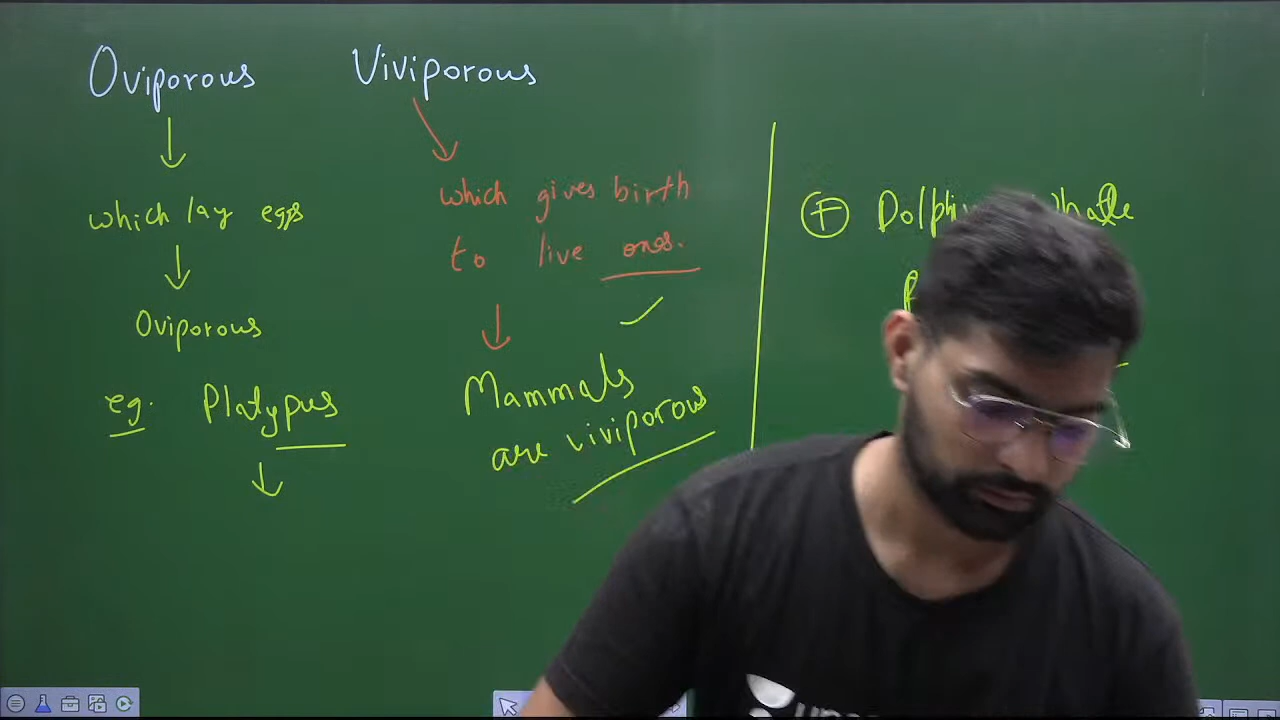 Oviporous Viviporous
which lay eggs
Oviporous
eg. Platypus
which gives birth
to live ones.
Mammals
are viviporous
F